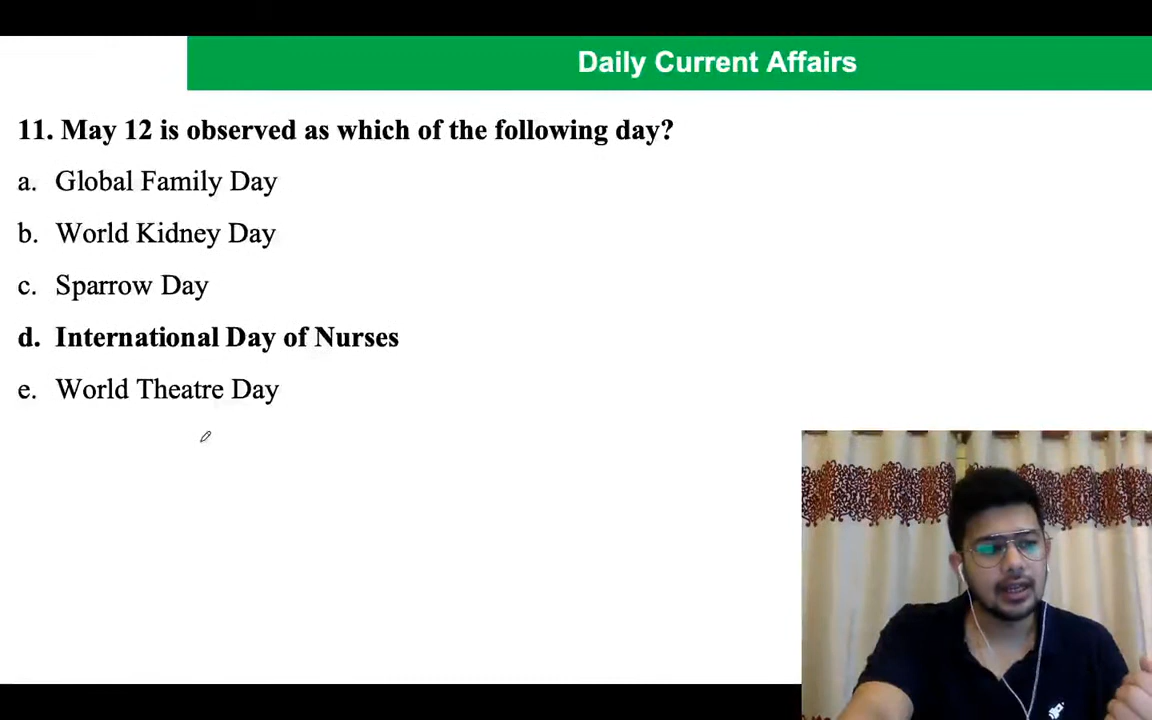 Daily Current Affairs
11. May 12 is observed as which of the following day?
a. Global Family Day
b. World Kidney Day
c. Sparrow Day
d. International Day of Nurses
e. World Theatre Day